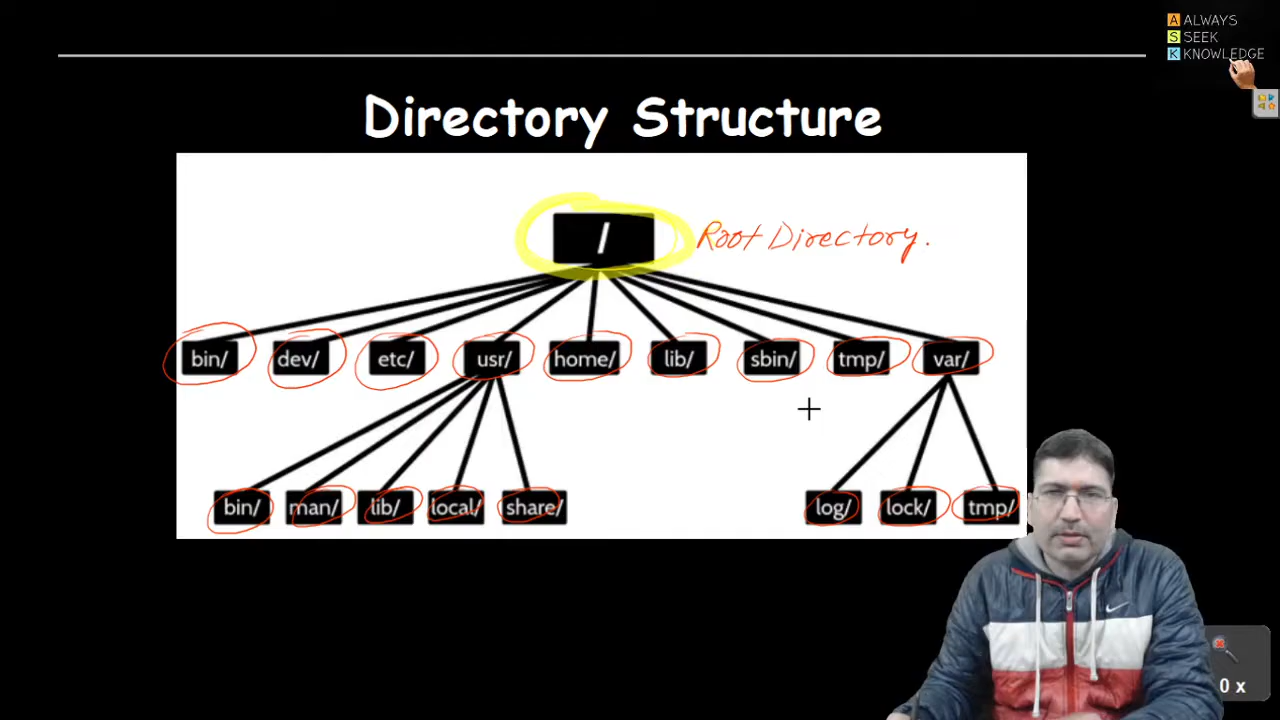 ALWAYS
SEEK
KNOWLEDGE
Directory Structure
/ Root Directory.
bin/ dev/ etc/ usr/ home/ lib/ sbin/ tmp/ var/
bin/ man/ lib/ local/ share/ log/ lock/ tmp/
0 x